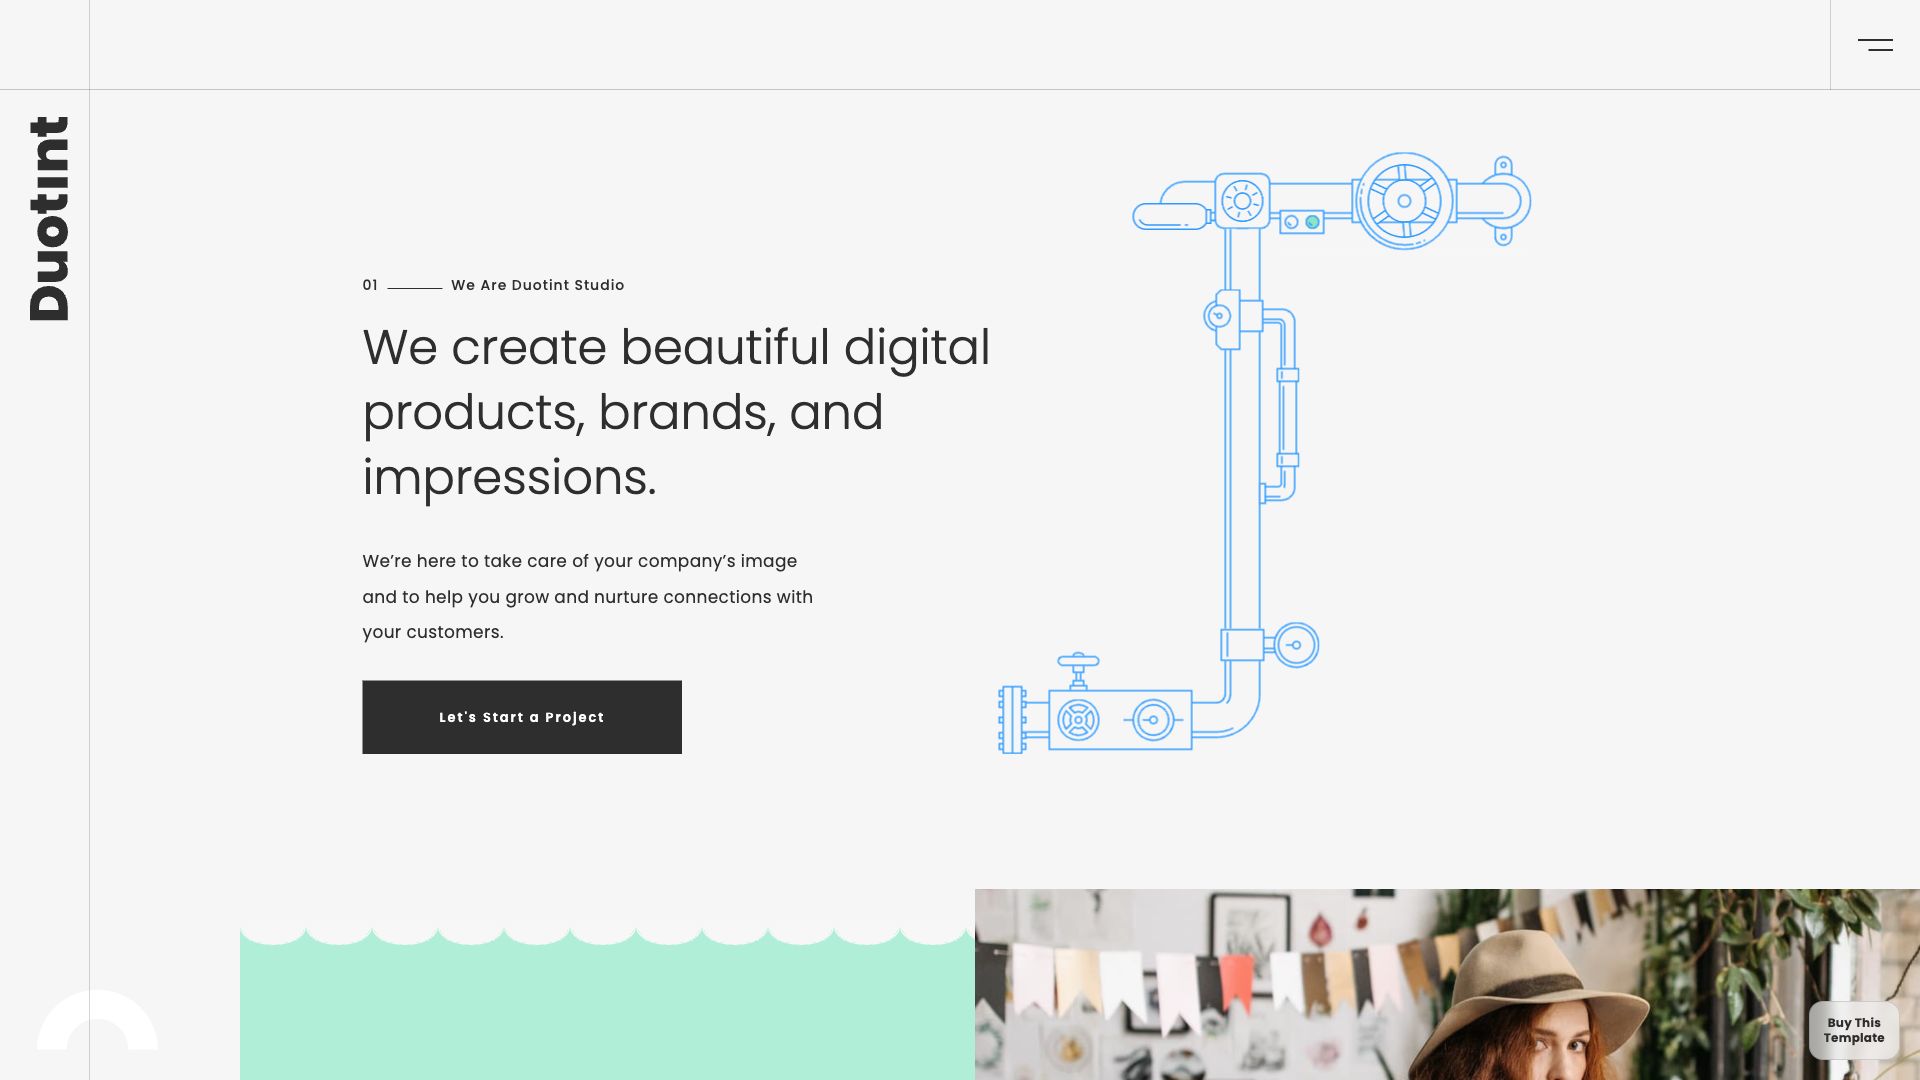 Duotint
01 We Are Duotint Studio
We create beautiful digital
products, brands, and
impressions.
We’re here to take care of your company’s image
and to help you grow and nurture connections with
your customers.
Let's Start a Project
Buy This
Template